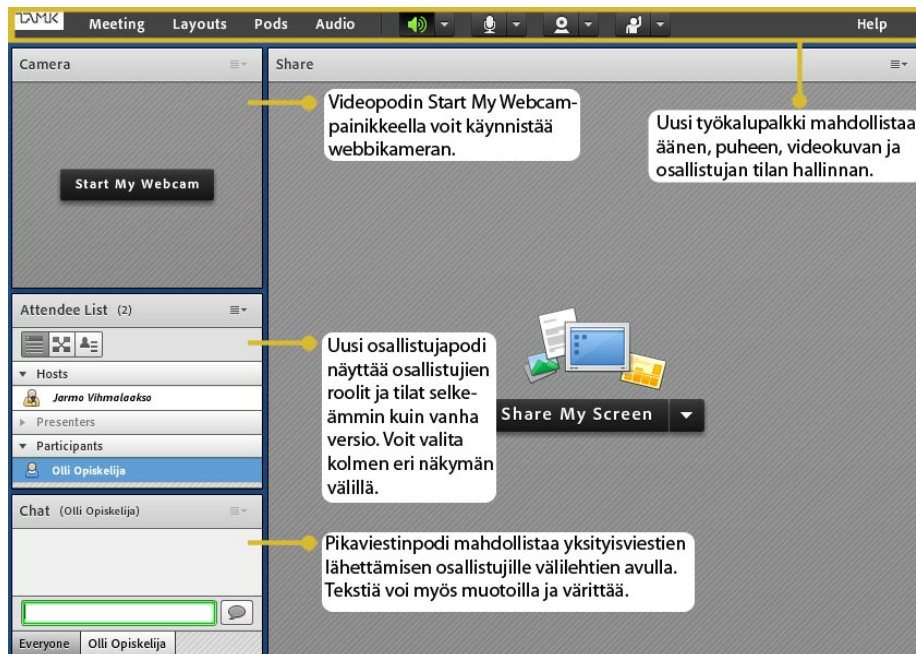 TAMK
Meeting Layouts Pods Audio Help
Camera
Share
Videopodin Start My Webcam-
painikkeella voit käynnistää
webbikameran.
Uusi työkalupalkki mahdollistaa
äänen, puheen, videokuvan ja
osallistujan tilan hallinnan.
Start My Webcam
Attendee List (2)
Uusi osallistujapodi
näyttää osallistujien
roolit ja tilat selke-
ämmin kuin vanha
versio. Voit valita
kolmen eri näkymän
välillä.
Hosts
Jarmo Vihmalaakso
Presenters
Participants
Olli Opiskelija
Share My Screen
Chat (Olli Opiskelija)
Pikaviestinpodi mahdollistaa yksityisviestien
lähettämisen osallistujille välilehtien avulla.
Tekstiä voi myös muotoilla ja värittää.
Everyone Olli Opiskelija